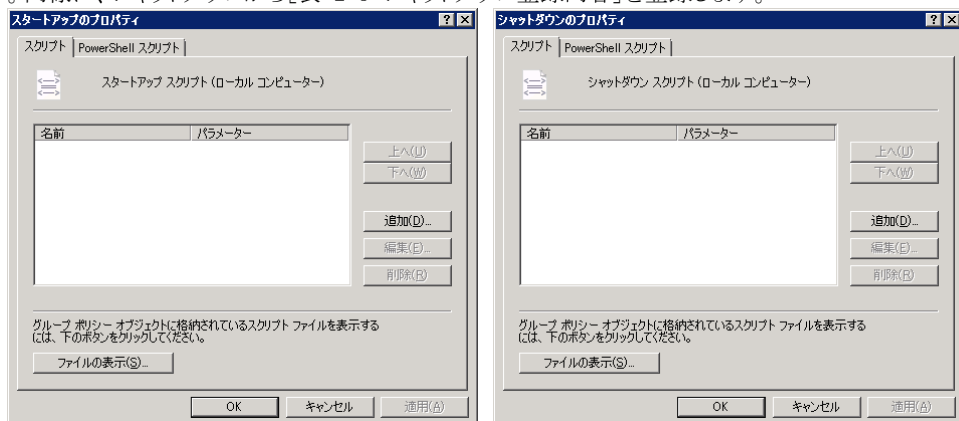 スタートアップのプロパティ
スクリプト PowerShell スクリプト
スタートアップ スクリプト (ローカル コンピューター)
名前 パラメーター
上へ(U)
下へ(W)
追加(D)...
編集(E)...
削除(R)
グループ ポリシー オブジェクトに格納されているスクリプト ファイルを表示する
には、下のボタンをクリックしてください。
ファイルの表示(S)...
OK キャンセル 適用(A)
シャットダウンのプロパティ
スクリプト PowerShell スクリプト
シャットダウン スクリプト (ローカル コンピューター)
名前 パラメーター
上へ(U)
下へ(W)
追加(D)...
編集(E)...
削除(R)
グループ ポリシー オブジェクトに格納されているスクリプト ファイルを表示する
には、下のボタンをクリックしてください。
ファイルの表示(S)...
OK キャンセル 適用(A)